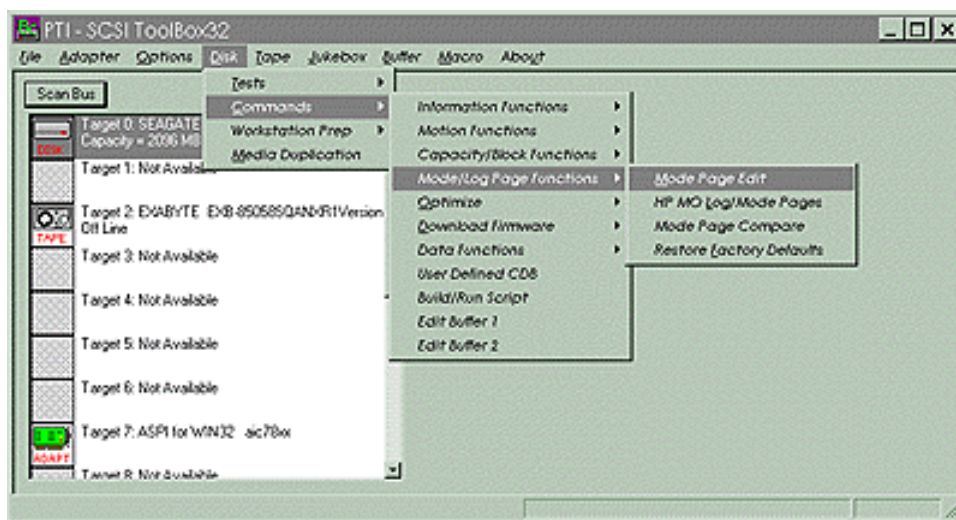 PTI - SCSI ToolBox32
File Adapter Options Disk Tape Jukebox Buffer Macro About
Scan Bus
Tests
Commands
Workstation Prep
Media Duplication
Information Functions
Motion Functions
Capacity/Block Functions
Mode/Log Page Functions
Optimize
Download Firmware
Data Functions
User Defined CDB
Build/Run Script
Edit Buffer 1
Edit Buffer 2
Mode Page Edit
HP MO Log/Mode Pages
Mode Page Compare
Restore Factory Defaults
DISK
Target 0: SEAGATE
Capacity = 2096 MB
Target 1: Not Availa
TAPE
Target 2: EXABYTE EXB-85058SQANXR1 Version
Off Line
Target 3: Not Available
Target 4: Not Available
Target 5: Not Available
Target 6: Not Available
ADAPT
Target 7: ASPI for WIN32 aic78xx
Target 8: Not Available